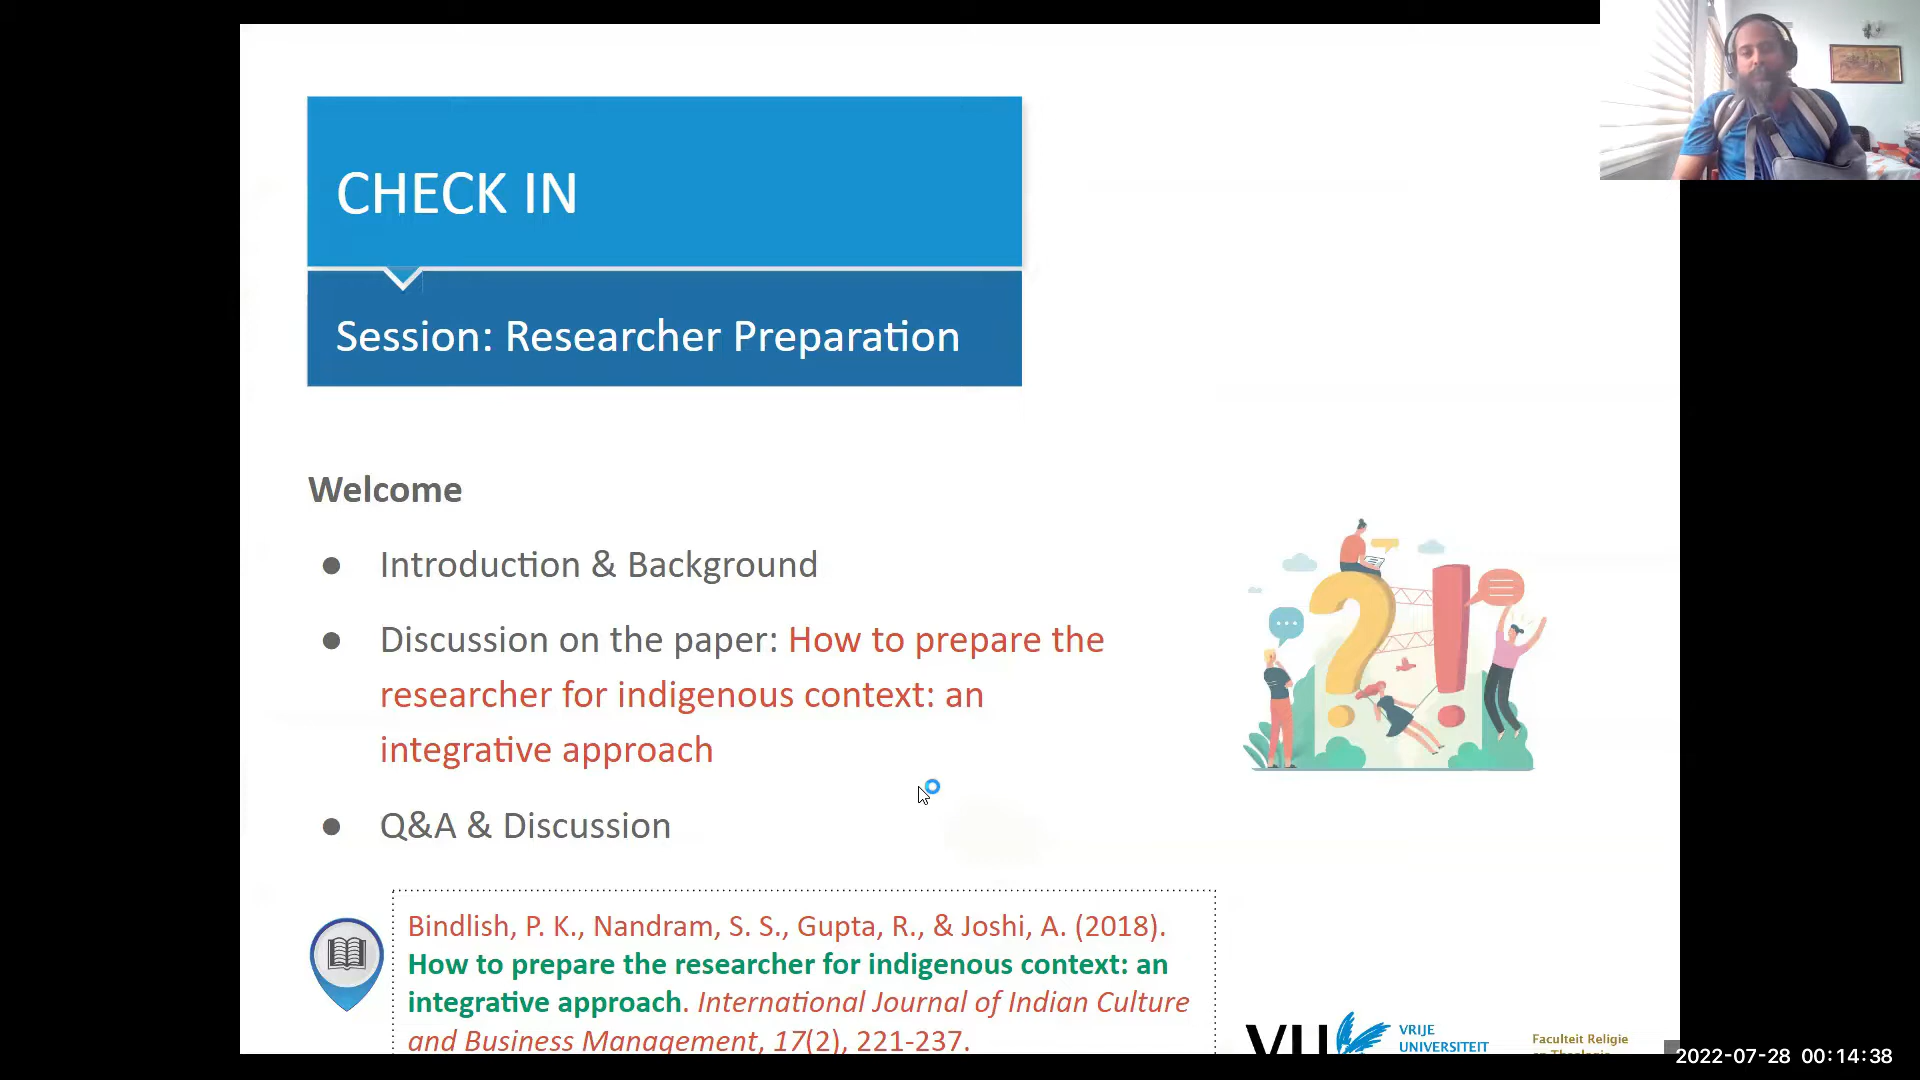 CHECK IN
Session: Researcher Preparation
Welcome
● Introduction & Background
● Discussion on the paper: How to prepare the
researcher for indigenous context: an
integrative approach
● Q&A & Discussion
Bindlish, P. K., Nandram, S. S., Gupta, R., & Joshi, A. (2018).
How to prepare the researcher for indigenous context: an
integrative approach. International Journal of Indian Culture
and Business Management, 17(2), 221-237.
VU
VRIJE
UNIVERSITEIT
Faculteit Religie
en Theologie
2022-07-28 00:14:38